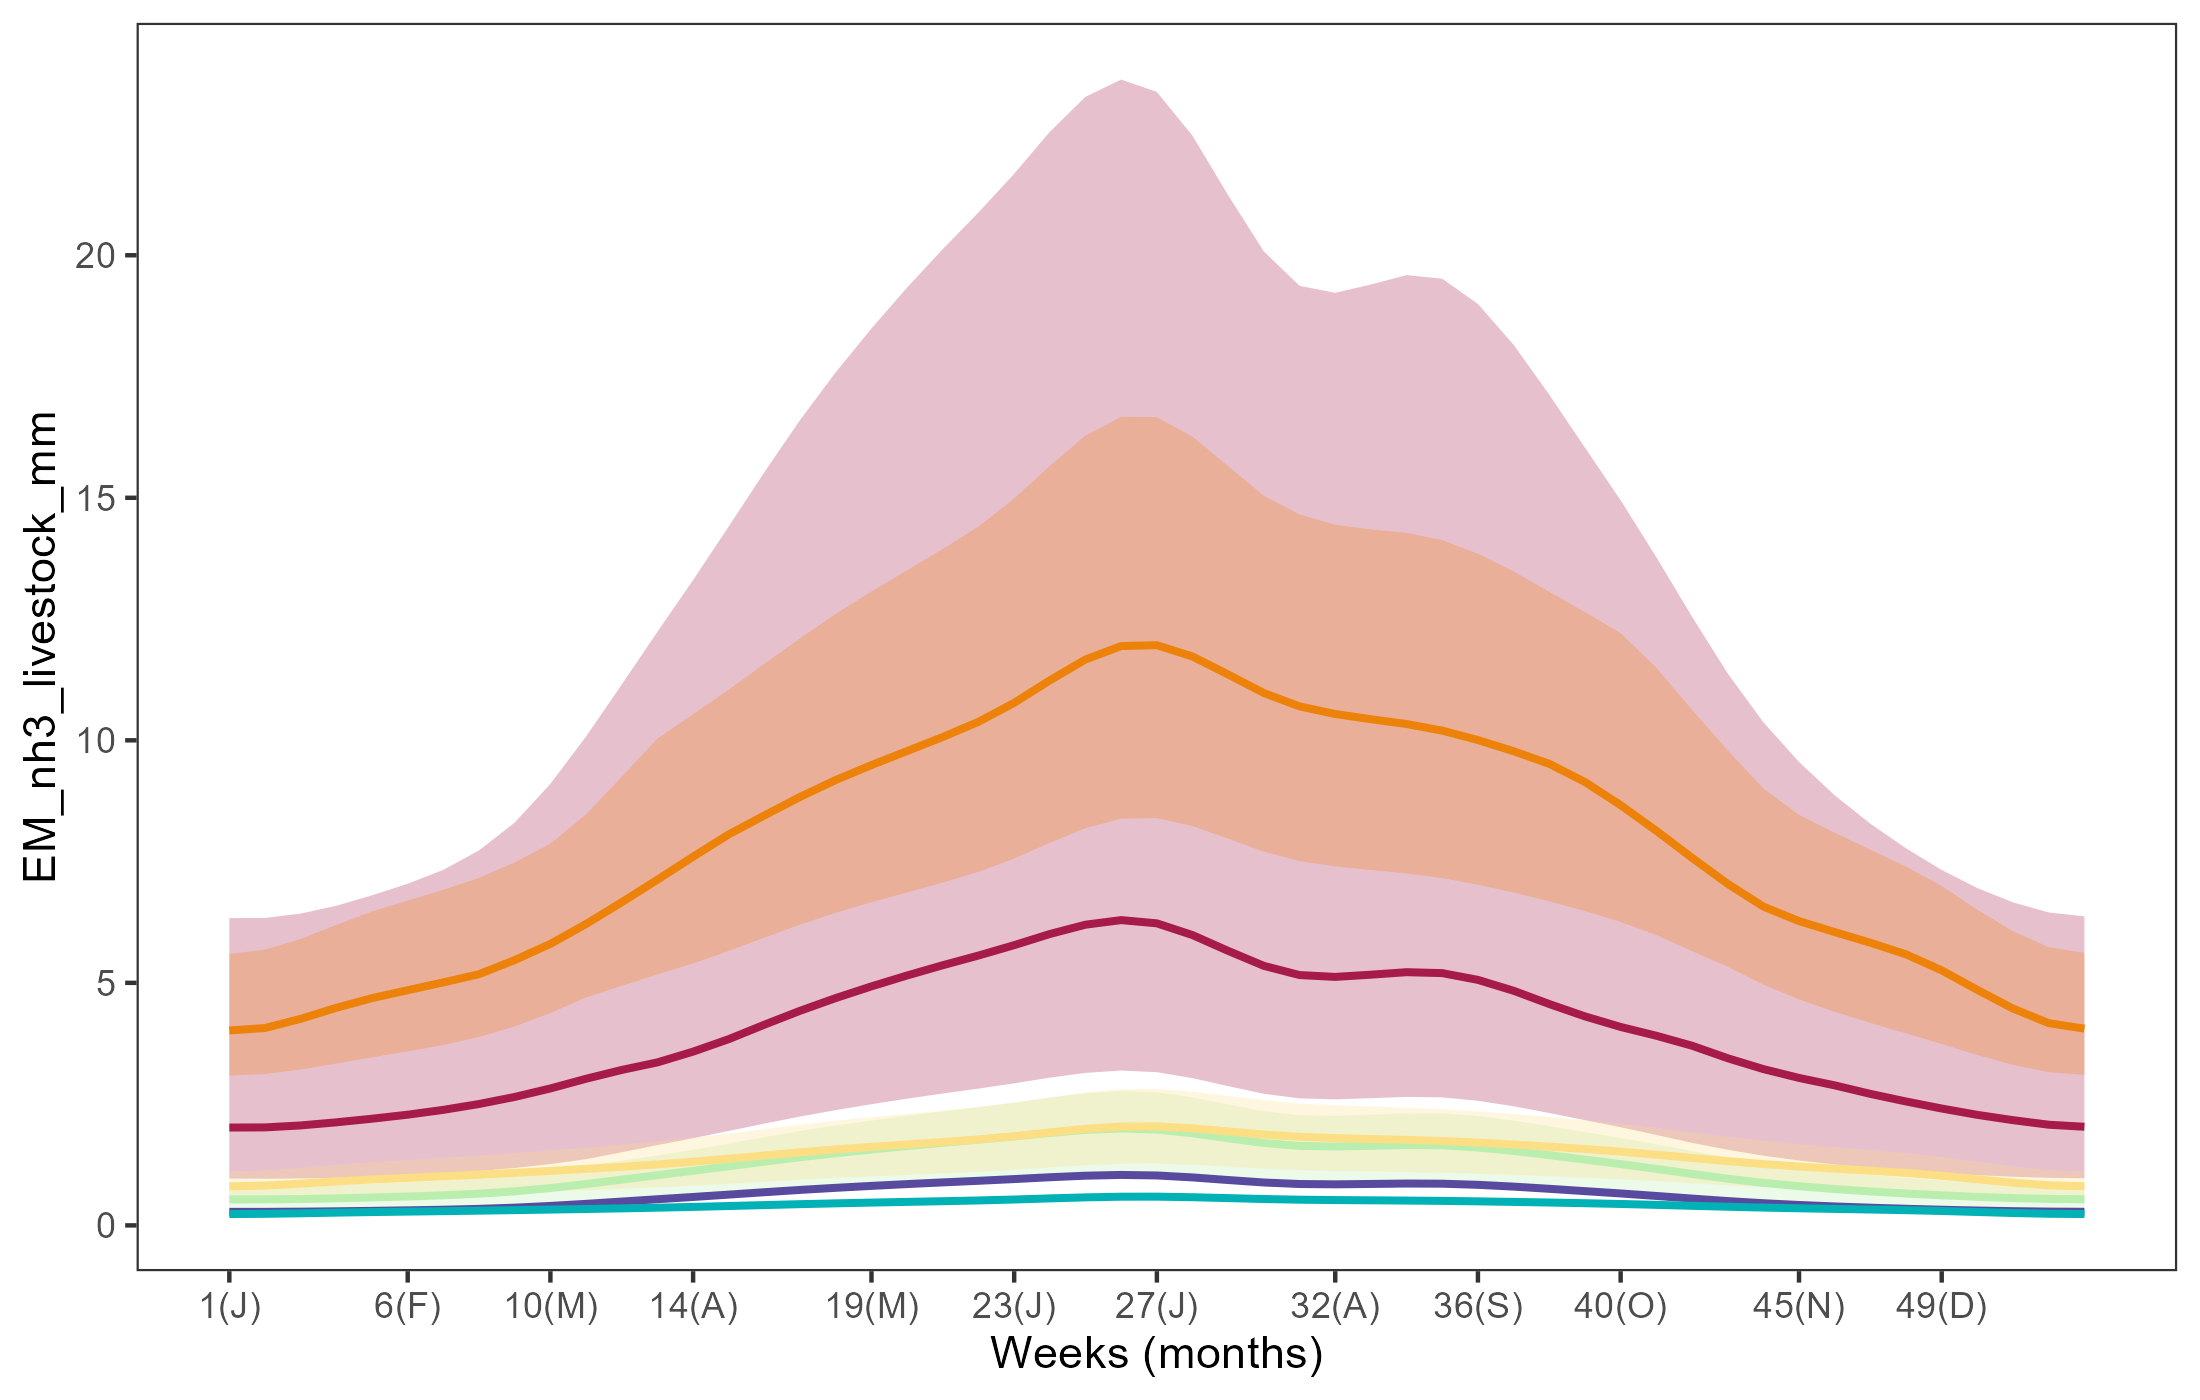 EM_nh3_livestock_mm
20
15
10
5
0
1(J) 6(F) 10(M) 14(A) 19(M) 23(J) 27(J) 32(A) 36(S) 40(O) 45(N) 49(D)
Weeks (months)